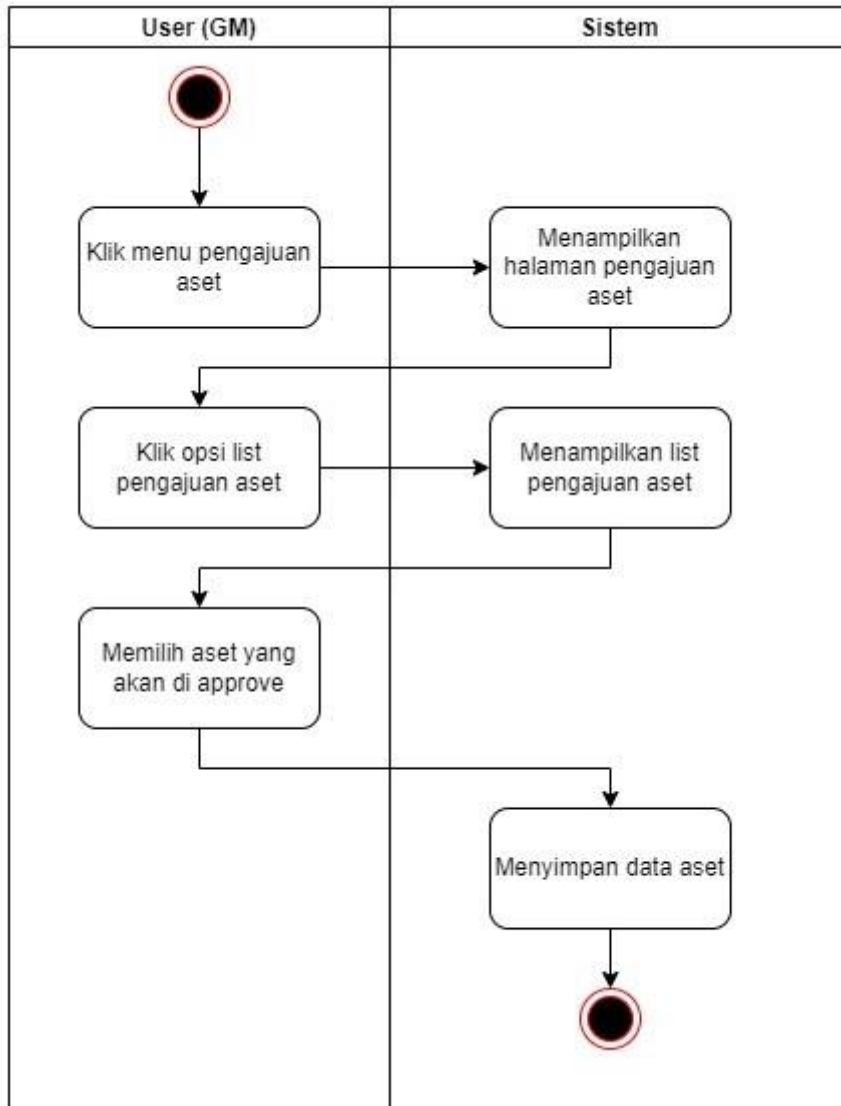 User (GM)
Sistem
Klik menu pengajuan
aset
Menampilkan
halaman pengajuan
aset
Klik opsi list
pengajuan aset
Menampilkan list
pengajuan aset
Memilih aset yang
akan di approve
Menyimpan data aset